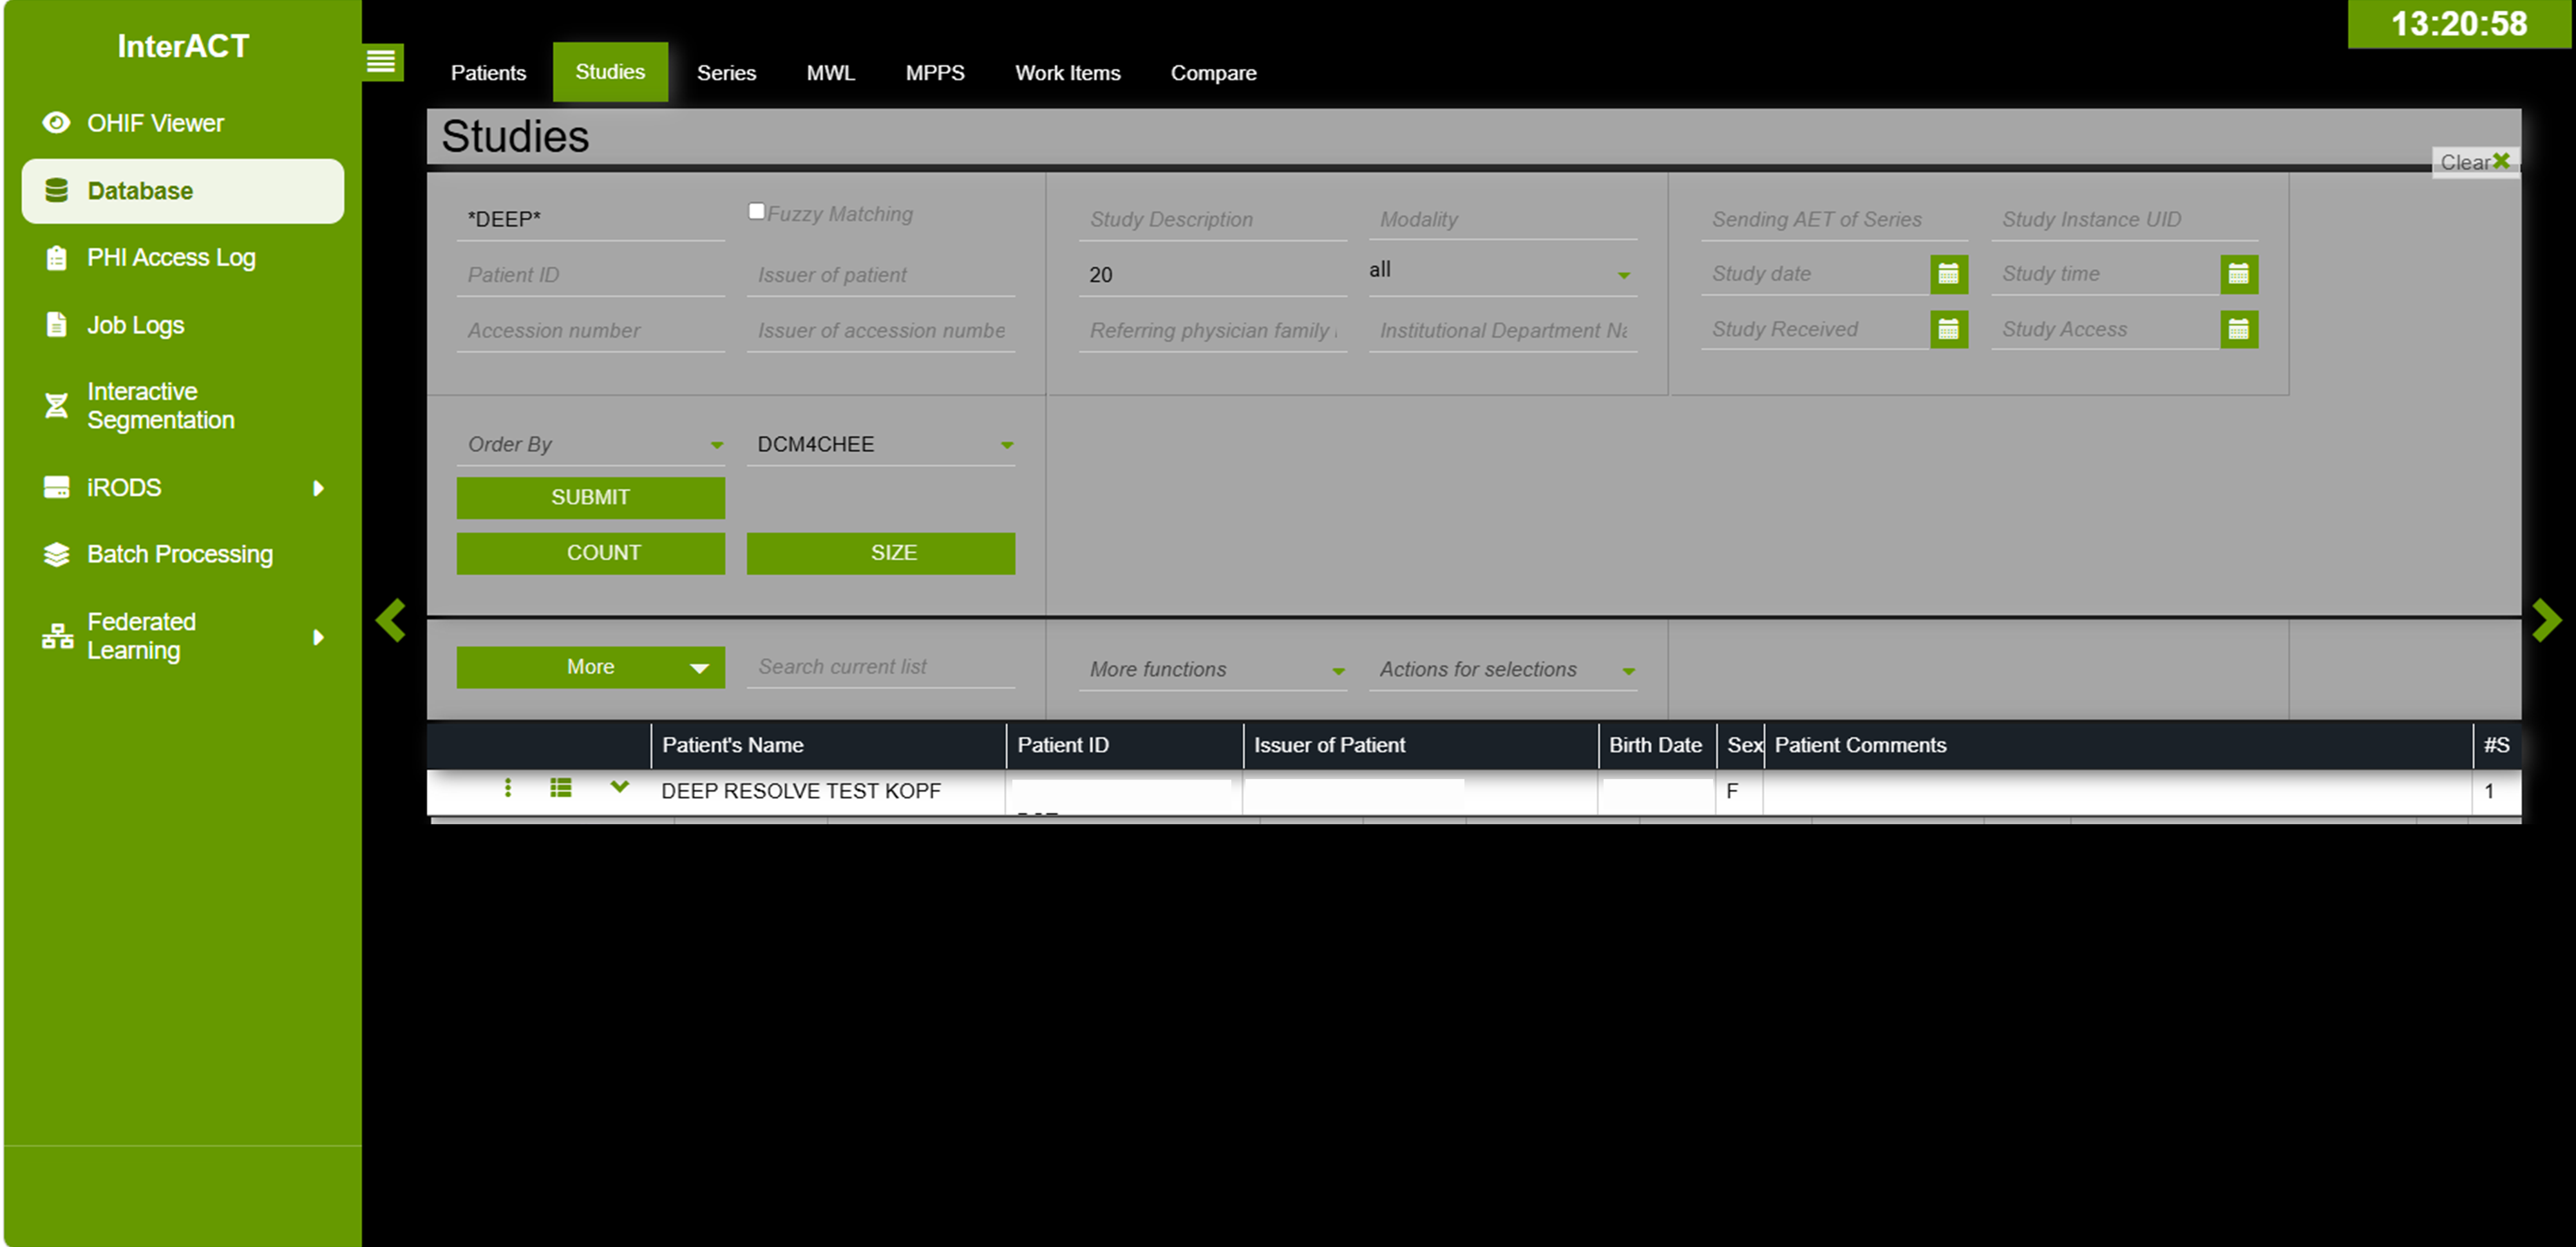 InterACT
OHIF Viewer
Database
PHI Access Log
Job Logs
Interactive
Segmentation
iRODS
Batch Processing
Federated
Learning
13:20:58
Patients Studies Series MWL MPPS Work Items Compare
Studies
Clear
*DEEP* Fuzzy Matching Study Description Modality Sending AET of Series Study Instance UID
Patient ID Issuer of patient 20 all Study date Study time
Accession number Issuer of accession numbe Referring physician family Institutional Department Na Study Received Study Access
Order By DCM4CHEE
SUBMIT
COUNT SIZE
More Search current list More functions Actions for selections
Patient's Name Patient ID Issuer of Patient Birth Date Sex Patient Comments #S
DEEP RESOLVE TEST KOPF F 1